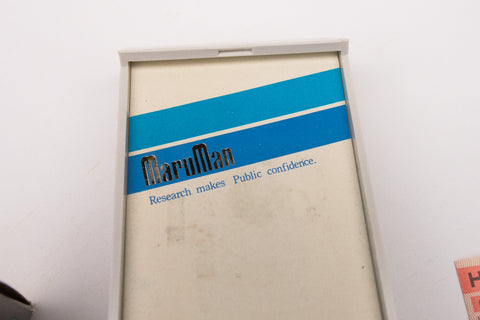 MaruMan
Research makes Public confidence.
H